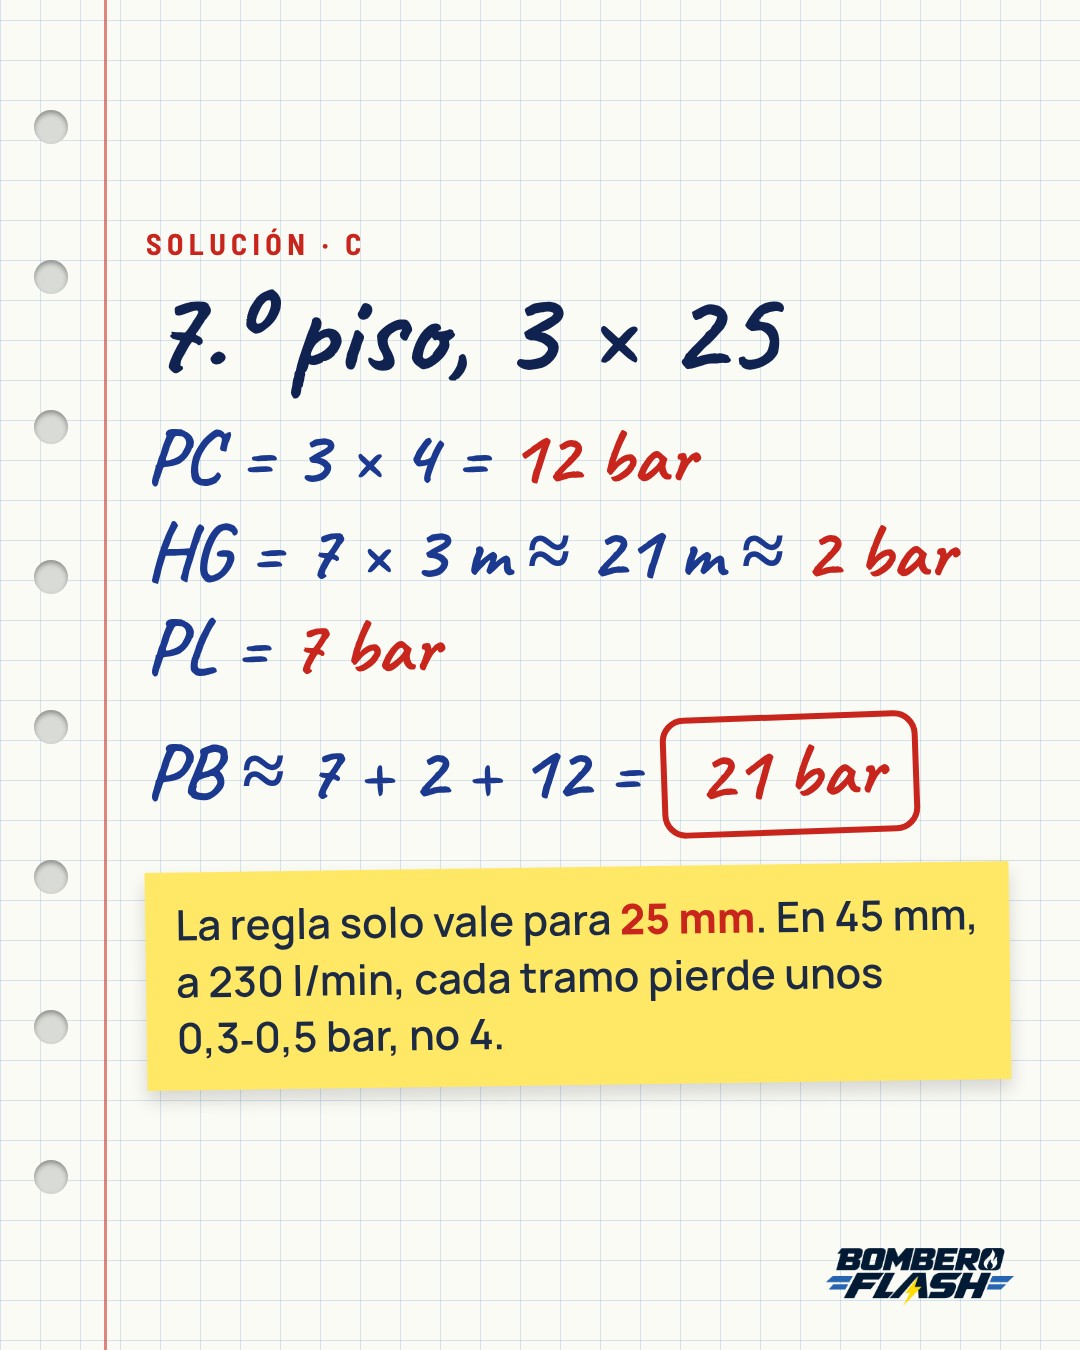 SOLUCIÓN · C
7.º piso, 3 × 25
PC = 3 × 4 = 12 bar
HG = 7 × 3 m ≈ 21 m ≈ 2 bar
PL = 7 bar
PB ≈ 7 + 2 + 12 = 21 bar
La regla solo vale para 25 mm. En 45 mm,
a 230 l/min, cada tramo pierde unos
0,3-0,5 bar, no 4.
BOMBERO
FLASH